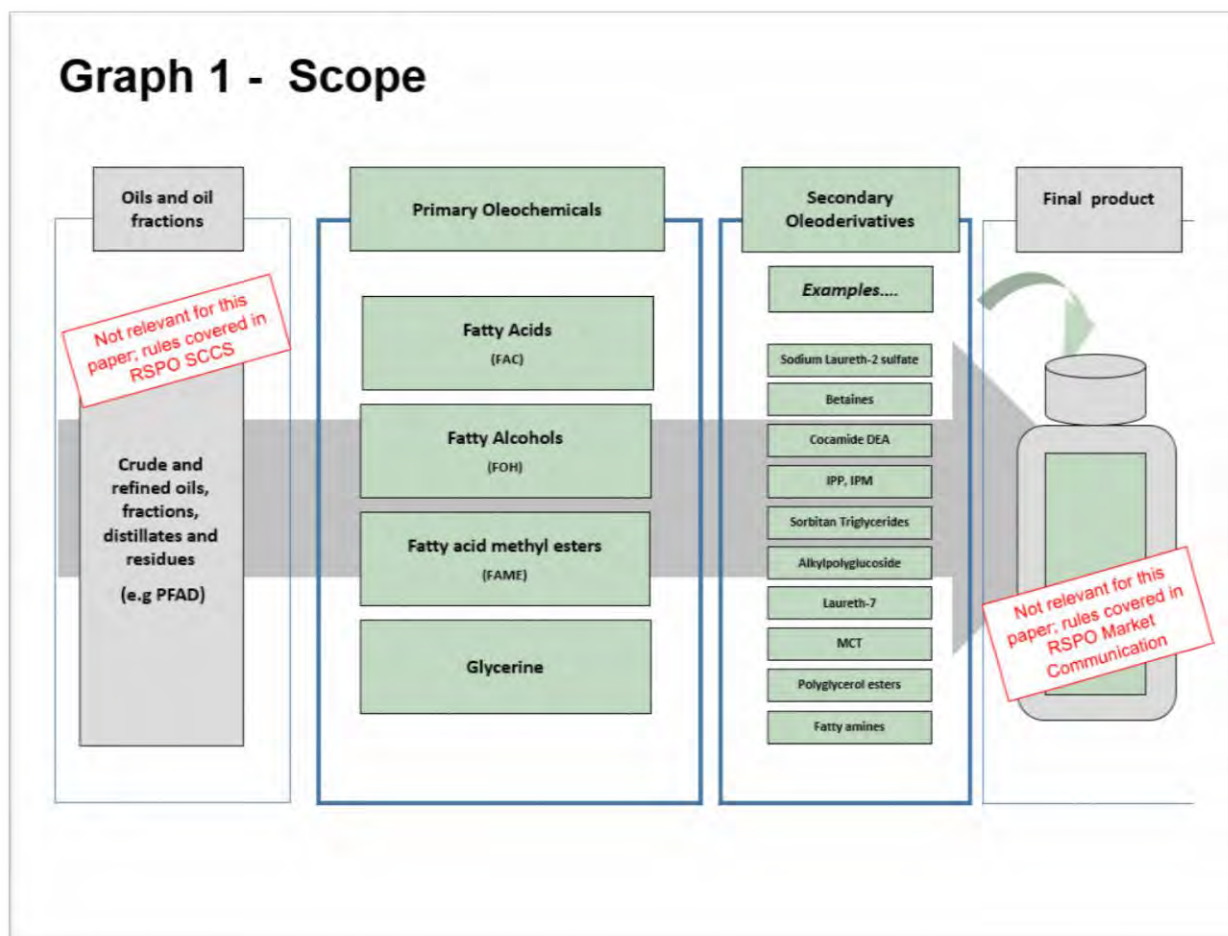 Graph 1 - Scope
Oils and oil
fractions
Not relevant for this
paper; rules covered in
RSPO SCCS
Crude and
refined oils,
fractions,
distillates and
residues
(e.g PFAD)
Primary Oleochemicals
Fatty Acids
(FAC)
Fatty Alcohols
(FOH)
Fatty acid methyl esters
(FAME)
Glycerine
Secondary
Oleoderivatives
Examples....
Sodium Laureth-2 sulfate
Betaines
Cocamide DEA
IPP, IPM
Sorbitan Triglycerides
Alkylpolyglucoside
Laureth-7
MCT
Polyglycerol esters
Fatty amines
Final product
Not relevant for this
paper; rules covered in
RSPO Market
Communication